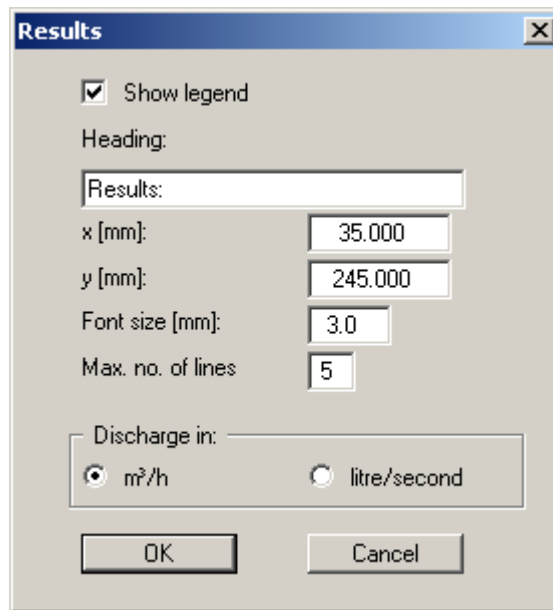 Results
Show legend
Heading:
Results:
x [mm]: 35.000
y [mm]: 245.000
Font size [mm]: 3.0
Max. no. of lines 5
Discharge in:
m³/h litre/second
OK Cancel